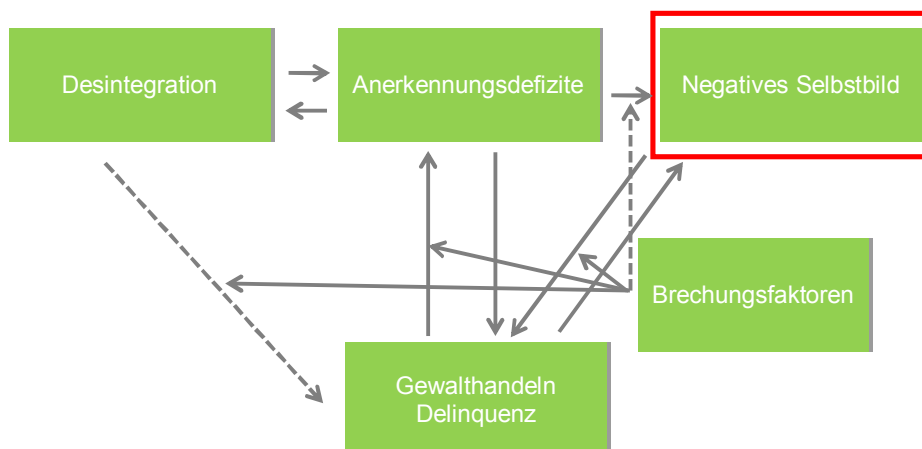 Desintegration
Anerkennungsdefizite
Negatives Selbstbild
Brechungsfaktoren
Gewalthandeln
Delinquenz